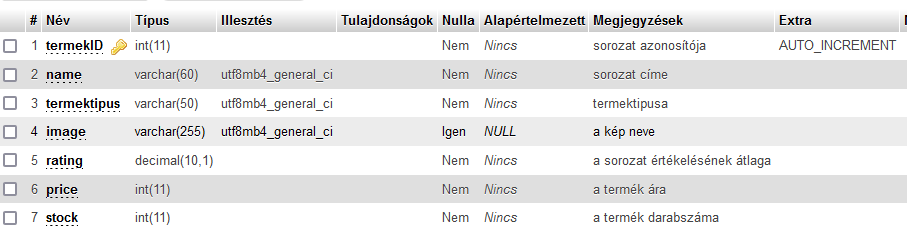 # Név Típus Illesztés Tulajdonságok Nulla Alapértelmezett Megjegyzések Extra
1 termekID int(11) Nem Nincs sorozat azonosítója AUTO_INCREMENT
2 name varchar(60) utf8mb4_general_ci Nem Nincs sorozat címe
3 termektipus varchar(50) utf8mb4_general_ci Nem Nincs termektipusa
4 image varchar(255) utf8mb4_general_ci Igen NULL a kép neve
5 rating decimal(10,1) Nem Nincs a sorozat értékelésének átlaga
6 price int(11) Nem Nincs a termék ára
7 stock int(11) Nem Nincs a termék darabszáma